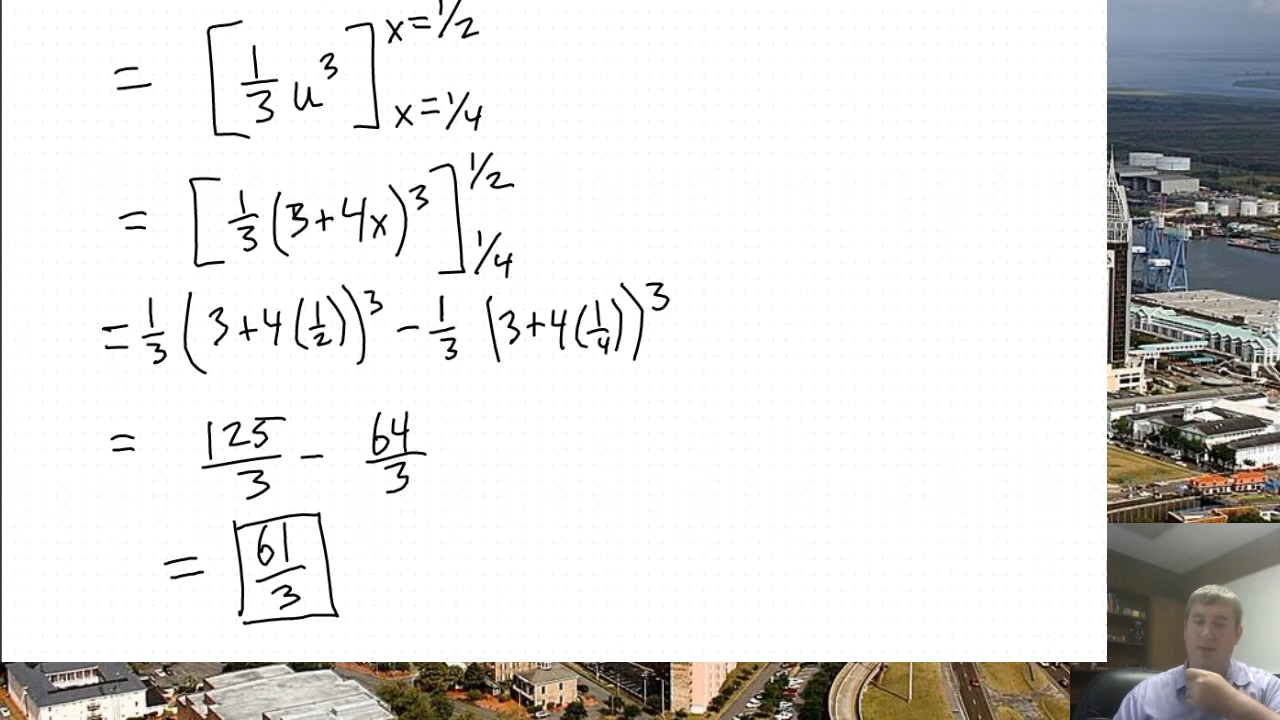 = [1/3 u^3]_{x=1/4}^{x=1/2}
= [1/3 (3+4x)^3]_{1/4}^{1/2}
= 1/3 (3+4(1/2))^3 - 1/3 (3+4(1/4))^3
= 125/3 - 64/3
= 61/3